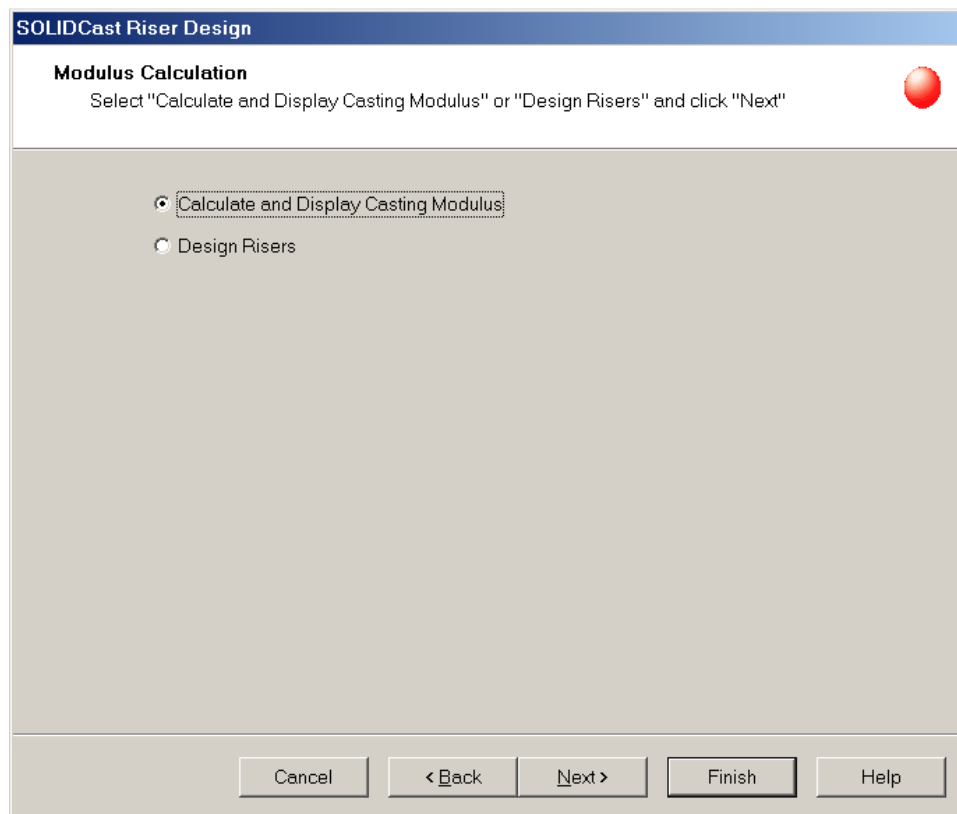 SOLIDCast Riser Design
Modulus Calculation
Select "Calculate and Display Casting Modulus" or "Design Risers" and click "Next"
Calculate and Display Casting Modulus
Design Risers
Cancel
< Back
Next >
Finish
Help